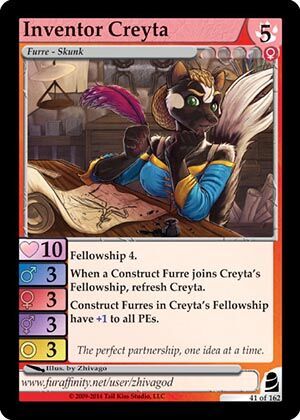 Inventor Creyta
5
Furre - Skunk
10
Fellowship 4.
3
When a Construct Furre joins Creyta's
Fellowship, refresh Creyta.
3
Construct Furres in Creyta's Fellowship
have +1 to all PEs.
3
3
The perfect partnership, one idea at a time.
Illus. by Zhivago
www.furaffinity.net/user/zhivagod
© 2009-2014 Tail Kiss Studio, LLC
41 of 162